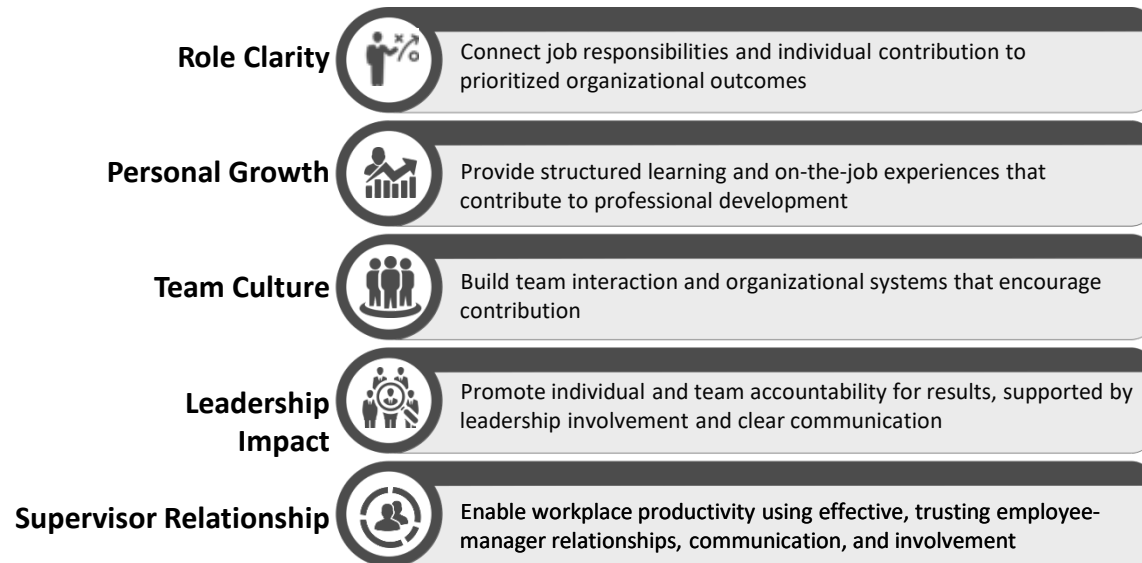 Role Clarity
Connect job responsibilities and individual contribution to
prioritized organizational outcomes
Personal Growth
Provide structured learning and on-the-job experiences that
contribute to professional development
Team Culture
Build team interaction and organizational systems that encourage
contribution
Leadership
Impact
Promote individual and team accountability for results, supported by
leadership involvement and clear communication
Supervisor Relationship
Enable workplace productivity using effective, trusting employee-
manager relationships, communication, and involvement